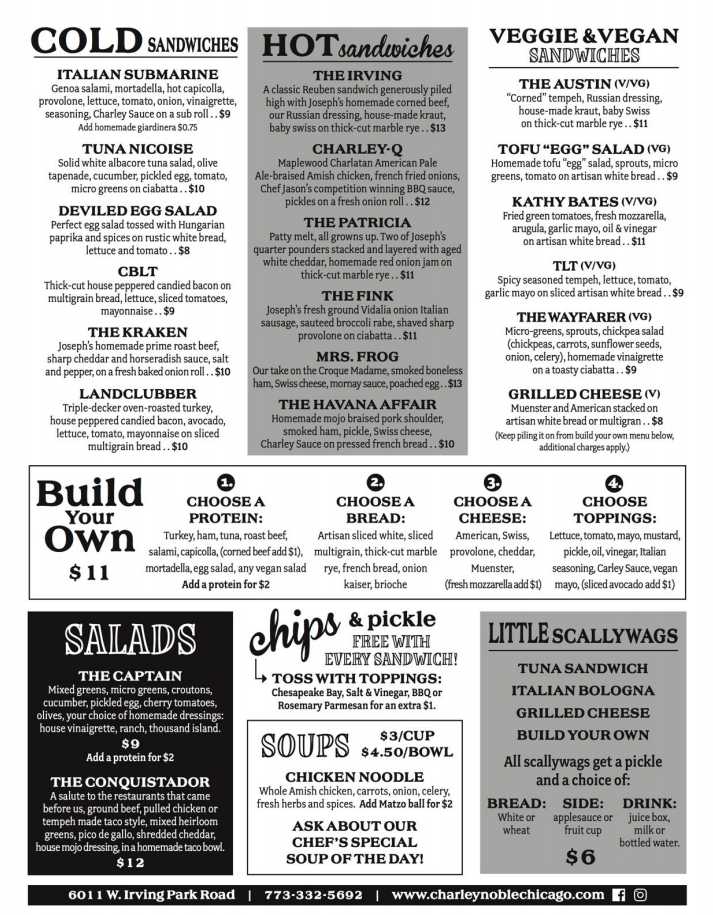 COLD SANDWICHES
ITALIAN SUBMARINE
Genoa salami, mortadella, hot capicolla,
provolone, lettuce, tomato, onion, vinaigrette,
seasoning, Charley Sauce on a sub roll . . $9
Add homemade giardinera $0.75
TUNA NICOISE
Solid white albacore tuna salad, olive
tapenade, cucumber, pickled egg, tomato,
micro greens on ciabatta . . $10
DEVILED EGG SALAD
Perfect egg salad tossed with Hungarian
paprika and spices on rustic white bread,
lettuce and tomato . . $8
CBLT
Thick-cut house peppered candied bacon on
multigrain bread, lettuce, sliced tomatoes,
mayonnaise . . $9
THE KRAKEN
Joseph's homemade prime roast beef,
sharp cheddar and horseradish sauce, salt
and pepper, on a fresh baked onion roll . . $10
LANDCLUBBER
Triple-decker oven-roasted turkey,
house peppered candied bacon, avocado,
lettuce, tomato, mayonnaise on sliced
multigrain bread . . $10
HOT sandwiches
THE IRVING
A classic Reuben sandwich generously piled
high with Joseph's homemade corned beef,
our Russian dressing, house-made kraut,
baby swiss on thick-cut marble rye . . $13
CHARLEY-Q
Maplewood Charlatan American Pale
Ale-braised Amish chicken, french fried onions,
Chef Jason's competition winning BBQ sauce,
pickles on a fresh onion roll . . $12
THE PATRICIA
Patty melt, all growns up. Two of Joseph's
quarter pounders stacked and layered with aged
white cheddar, homemade red onion jam on
thick-cut marble rye . . $11
THE FINK
Joseph's fresh ground Vidalia onion Italian
sausage, sauteed broccoli rabe, shaved sharp
provolone on ciabatta . . $11
MRS. FROG
Our take on the Croque Madame, smoked boneless
ham, Swiss cheese, mornay sauce, poached egg . . $13
THE HAVANA AFFAIR
Homemade mojo braised pork shoulder,
smoked ham, pickle, Swiss cheese,
Charley Sauce on pressed french bread . . $10
VEGGIE & VEGAN
SANDWICHES
THE AUSTIN (V/VG)
"Corned" tempeh, Russian dressing,
house-made kraut, baby Swiss
on thick-cut marble rye . . $11
TOFU "EGG" SALAD (VG)
Homemade tofu "egg" salad, sprouts, micro
greens, tomato on artisan white bread . . $9
KATHY BATES (V/VG)
Fried green tomatoes, fresh mozzarella,
arugula, garlic mayo, oil & vinegar
on artisan white bread . . $11
TLT (V/VG)
Spicy seasoned tempeh, lettuce, tomato,
garlic mayo on sliced artisan white bread . . $9
THE WAYFARER (VG)
Micro-greens, sprouts, chickpea salad
(chickpeas, carrots, sunflower seeds,
onion, celery), homemade vinaigrette
on a toasty ciabatta . . $9
GRILLED CHEESE (V)
Muenster and American stacked on
artisan white bread or multigran . . $8
(Keep piling it on from build your own menu below,
additional charges apply.)
Build
Your
Own
$11
1.
CHOOSE A
PROTEIN:
Turkey, ham, tuna, roast beef,
salami, capicolla, (corned beef add $1),
mortadella, egg salad, any vegan salad
Add a protein for $2
2.
CHOOSE A
BREAD:
Artisan sliced white, sliced
multigrain, thick-cut marble
rye, french bread, onion
kaiser, brioche
3.
CHOOSE A
CHEESE:
American, Swiss,
provolone, cheddar,
Muenster,
(fresh mozzarella add $1)
4.
CHOOSE
TOPPINGS:
Lettuce, tomato, mayo, mustard,
pickle, oil, vinegar, Italian
seasoning, Carley Sauce, vegan
mayo, (sliced avocado add $1)
SALADS
THE CAPTAIN
Mixed greens, micro greens, croutons,
cucumber, pickled egg, cherry tomatoes,
olives, your choice of homemade dressings:
house vinaigrette, ranch, thousand island.
$9
Add a protein for $2
THE CONQUISTADOR
A salute to the restaurants that came
before us, ground beef, pulled chicken or
tempeh made taco style, mixed heirloom
greens, pico de gallo, shredded cheddar,
house mojo dressing, in a homemade taco bowl.
$12
chips & pickle
FREE WITH
EVERY SANDWICH!
TOSS WITH TOPPINGS:
Chesapeake Bay, Salt & Vinegar, BBQ or
Rosemary Parmesan for an extra $1.
SOUPS
$3/CUP
$4.50/BOWL
CHICKEN NOODLE
Whole Amish chicken, carrots, onion, celery,
fresh herbs and spices. Add Matzo ball for $2
ASK ABOUT OUR
CHEF'S SPECIAL
SOUP OF THE DAY!
LITTLE SCALLYWAGS
TUNA SANDWICH
ITALIAN BOLOGNA
GRILLED CHEESE
BUILD YOUR OWN
All scallywags get a pickle
and a choice of:
BREAD:
White or
wheat
SIDE:
applesauce or
fruit cup
DRINK:
juice box,
milk or
bottled water.
$6
6011 W. Irving Park Road | 773-332-5692 | www.charleynoblechicago.com